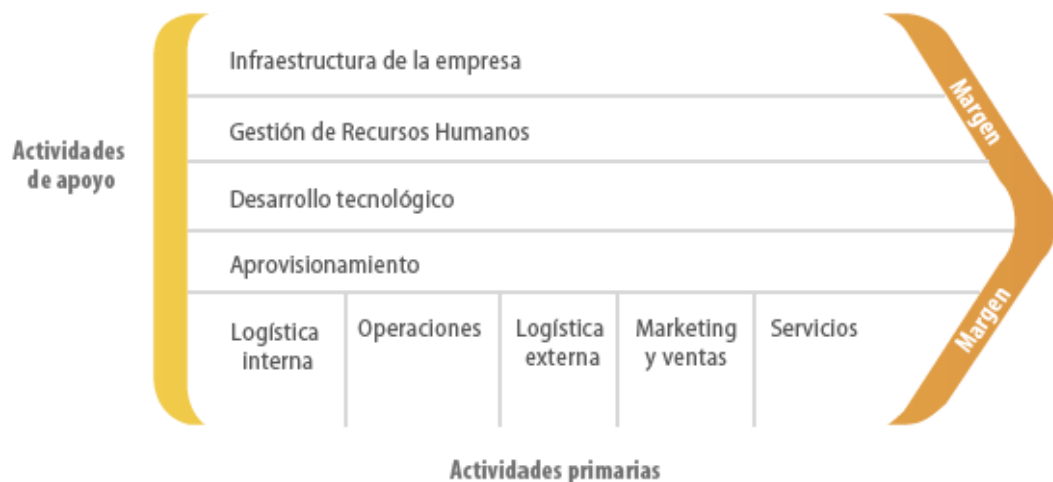 Infraestructura de la empresa
Gestión de Recursos Humanos
Actividades
de apoyo
Desarrollo tecnológico
Aprovisionamiento
Logística
interna
Operaciones
Logística
externa
Marketing
y ventas
Servicios
Margen
Margen
Actividades primarias